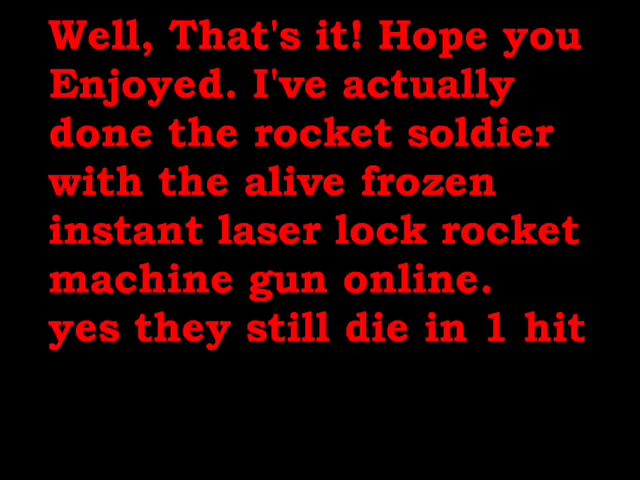 Well, That's it! Hope you
Enjoyed. I've actually
done the rocket soldier
with the alive frozen
instant laser lock rocket
machine gun online.
yes they still die in 1 hit